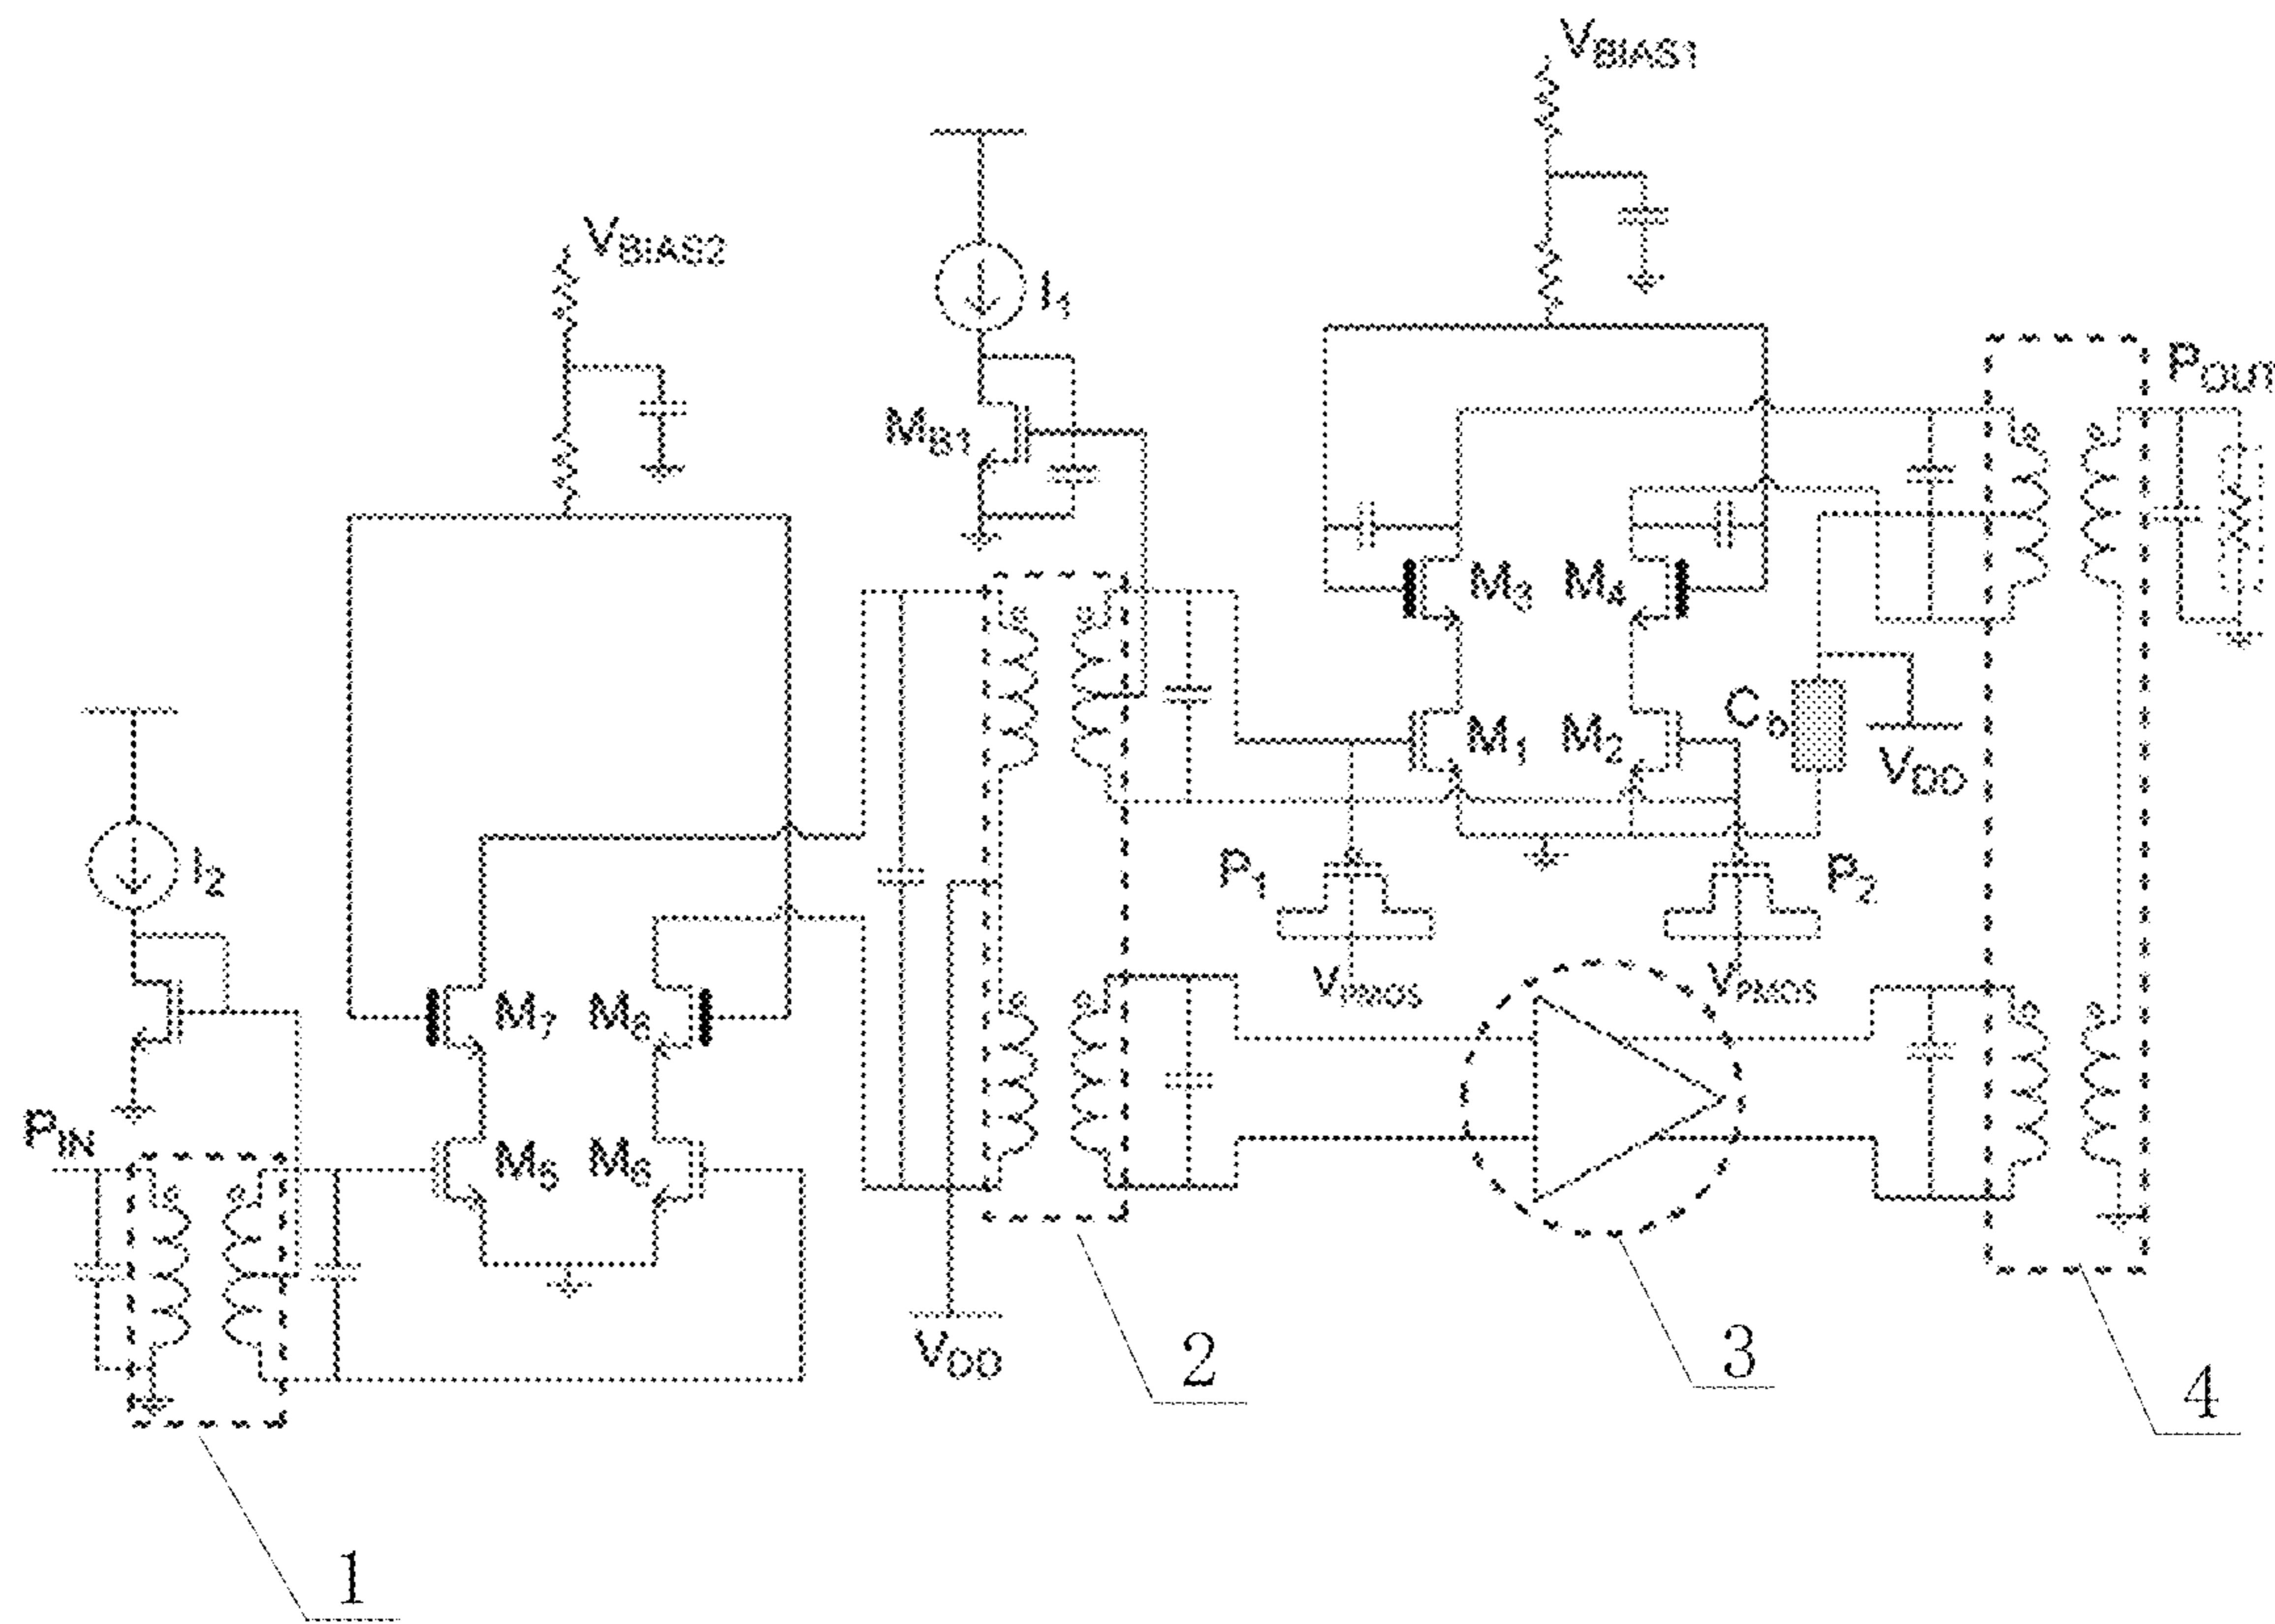 VBIAS1
VBIAS2
I1
POUT
MB1
M3 M4
Cb
M1 M2
VDD
I2
P1 P2
VPMOS VPMOS
M7 M8
PIN
M5 M6
VDD
2
3
4
1